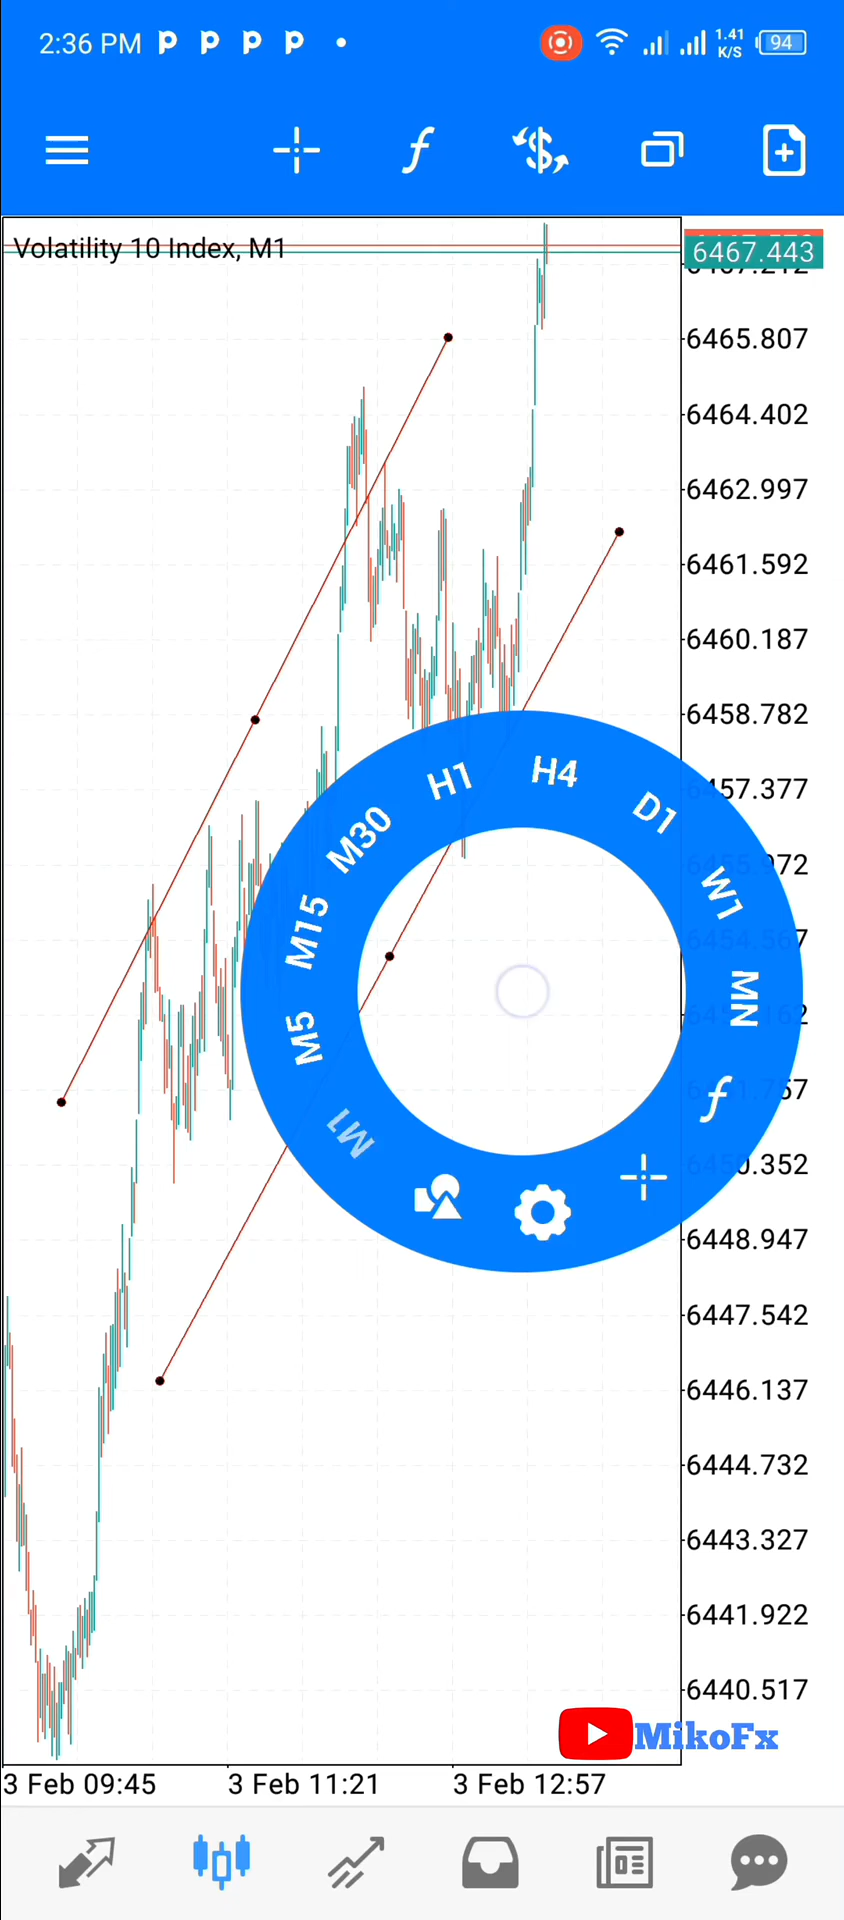 2:36 PM
1.41
K/S
94
Volatility 10 Index, M1
6467.443
6465.807
6464.402
6462.997
6461.592
6460.187
6458.782
6457.377
6448.947
6447.542
6446.137
6444.732
6443.327
6441.922
6440.517
H1
H4
D1
W1
MN
M30
M15
M5
M1
MikoFx
3 Feb 09:45
3 Feb 11:21
3 Feb 12:57